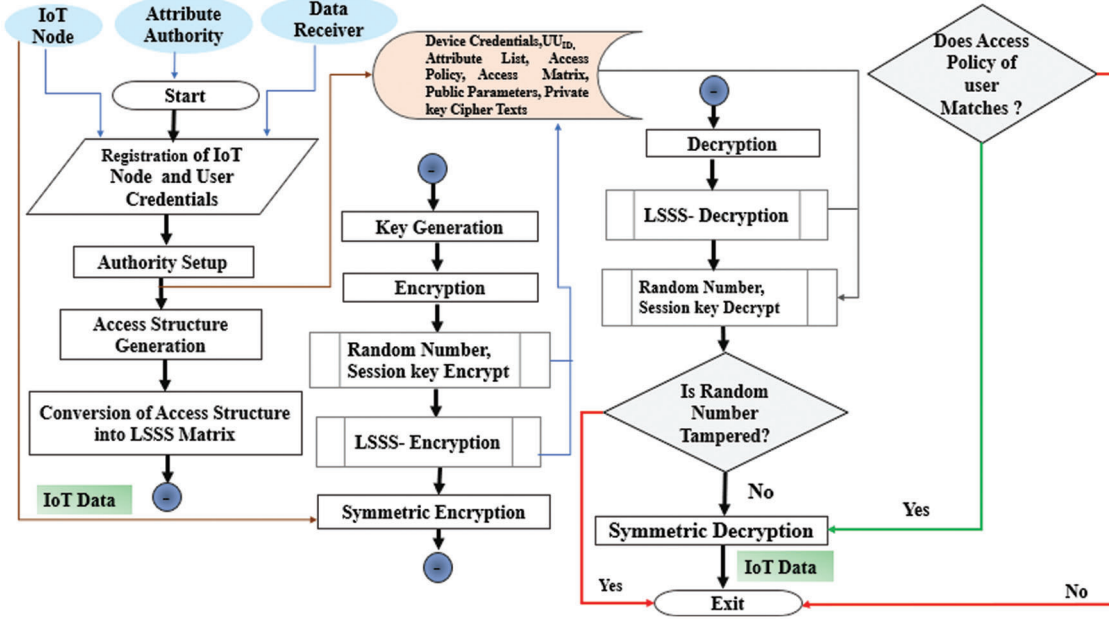 IoT
Node
Attribute
Authority
Data
Receiver
Start
Registration of IoT
Node and User
Credentials
Authority Setup
Access Structure
Generation
Conversion of Access Structure
into LSSS Matrix
-
IoT Data
Device Credentials,UUID,
Attribute List, Access
Policy, Access Matrix,
Public Parameters, Private
key Cipher Texts
-
Key Generation
Encryption
Random Number,
Session key Encrypt
LSSS- Encryption
Symmetric Encryption
-
-
Decryption
LSSS- Decryption
Random Number,
Session key Decrypt
Is Random
Number
Tampered?
No
Symmetric Decryption
IoT Data
Yes
Exit
Does Access
Policy of
user
Matches ?
Yes
No